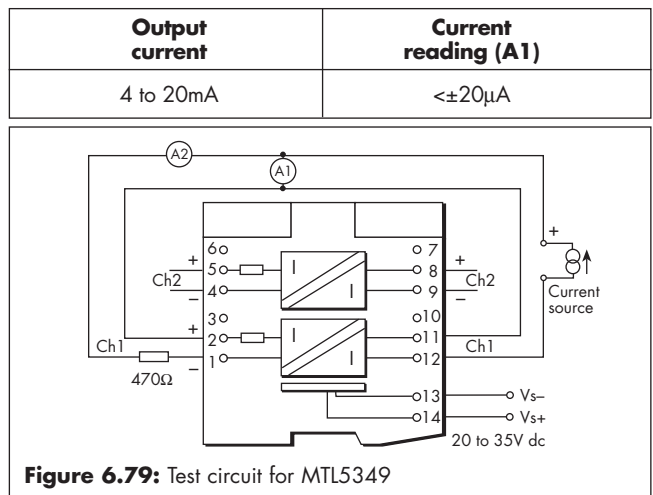 Output current
Current reading (A1)
4 to 20mA
<±20µA
A2
A1
6
5
4
3
2
1
+
Ch2
−
+
Ch1
−
470Ω
I
I
I
I
7
8
9
10
11
12
13
14
+
Ch2
−
Ch1
+
Current
source
Vs−
Vs+
20 to 35V dc
Figure 6.79: Test circuit for MTL5349